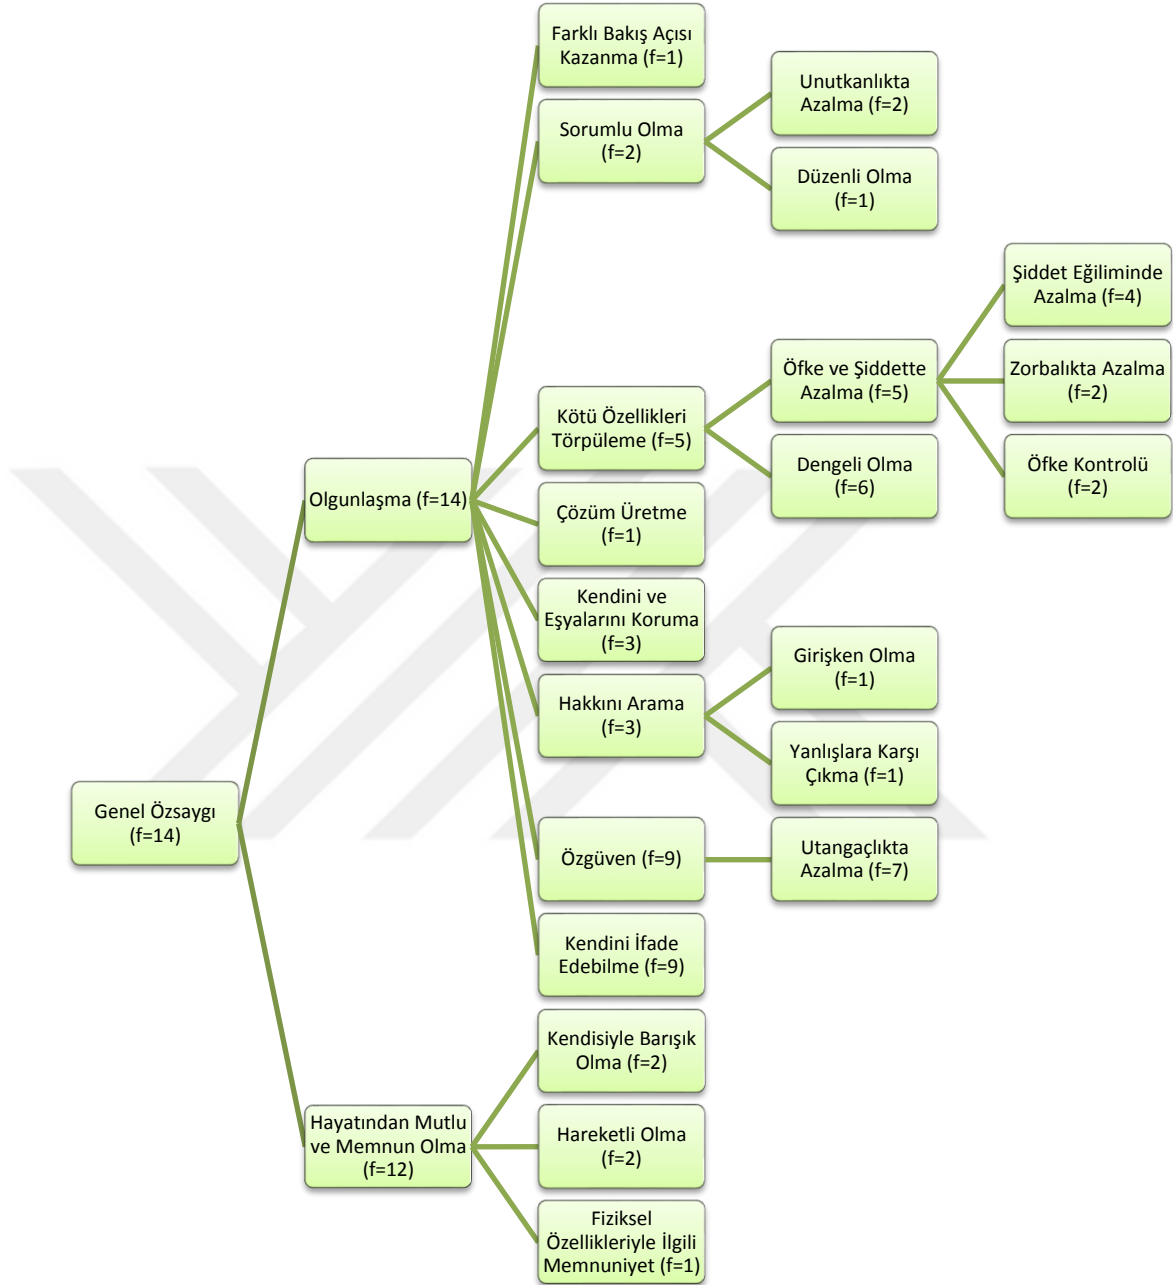 Farklı Bakış Açısı
Kazanma (f=1)
Sorumlu Olma
(f=2)
Unutkanlıkta
Azalma (f=2)
Düzenli Olma
(f=1)
Şiddet Eğiliminde
Azalma (f=4)
Öfke ve Şiddette
Azalma (f=5)
Zorbalıkta Azalma
(f=2)
Kötü Özellikleri
Törpüleme (f=5)
Dengeli Olma
(f=6)
Öfke Kontrolü
(f=2)
Olgunlaşma (f=14)
Çözüm Üretme
(f=1)
Kendini ve
Eşyalarını Koruma
(f=3)
Girişken Olma
(f=1)
Hakkını Arama
(f=3)
Yanlışlara Karşı
Çıkma (f=1)
Genel Özsaygı
(f=14)
Özgüven (f=9)
Utangaçlıkta
Azalma (f=7)
Kendini İfade
Edebilme (f=9)
Kendisiyle Barışık
Olma (f=2)
Hayatından Mutlu
ve Memnun Olma
(f=12)
Hareketli Olma
(f=2)
Fiziksel
Özellikleriyle İlgili
Memnuniyet (f=1)